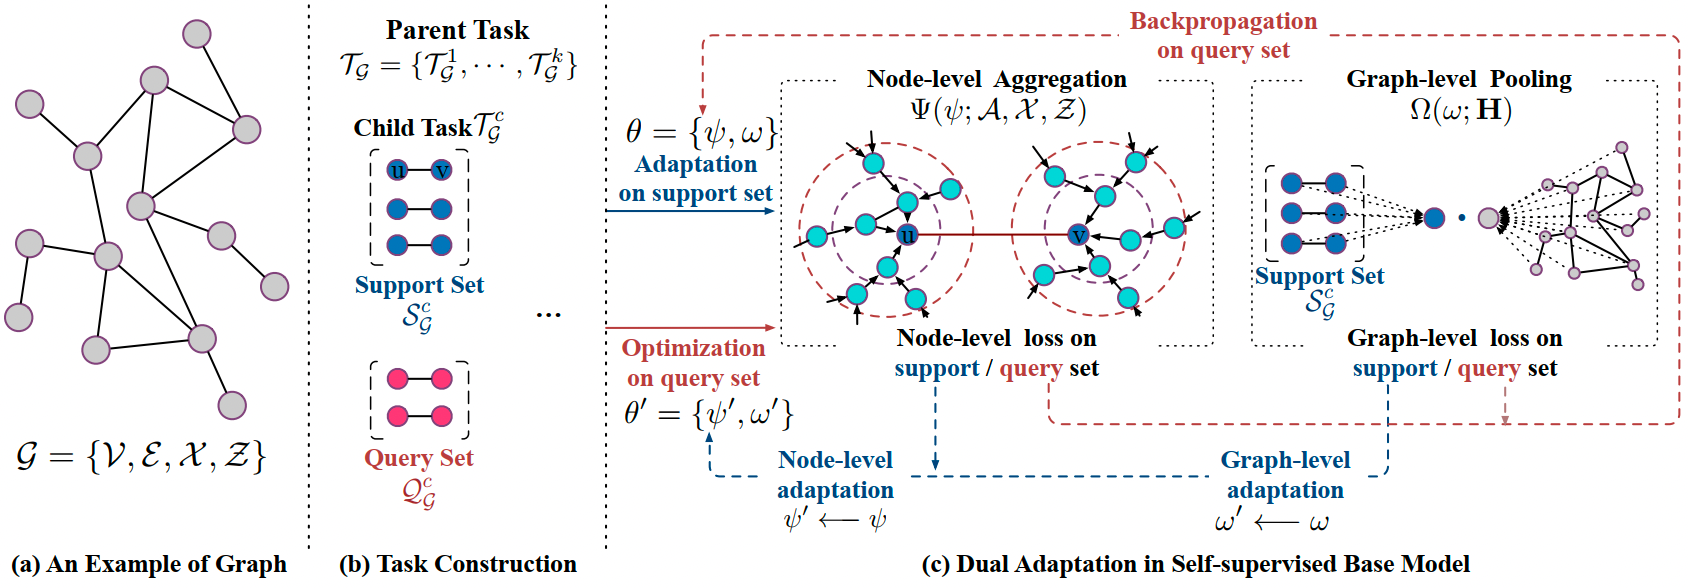 𝒢 = {𝒱, ℰ, 𝒳, 𝒵}
(a) An Example of Graph
Parent Task
𝒯_𝒢 = {𝒯_𝒢^1, ⋯ , 𝒯_𝒢^k}
Child Task 𝒯_𝒢^c
u v
Support Set
𝒮_𝒢^c
...
Query Set
𝒬_𝒢^c
(b) Task Construction
Backpropagation
on query set
θ = {ψ, ω}
Adaptation
on support set
Optimization
on query set
θ′ = {ψ′, ω′}
Node-level Aggregation
Ψ(ψ; 𝒜, 𝒳, 𝒵)
u v
Node-level loss on
support / query set
Graph-level Pooling
Ω(ω; H)
Support Set
𝒮_𝒢^c
Graph-level loss on
support / query set
Node-level
adaptation
ψ′ ⟵ ψ
Graph-level
adaptation
ω′ ⟵ ω
(c) Dual Adaptation in Self-supervised Base Model